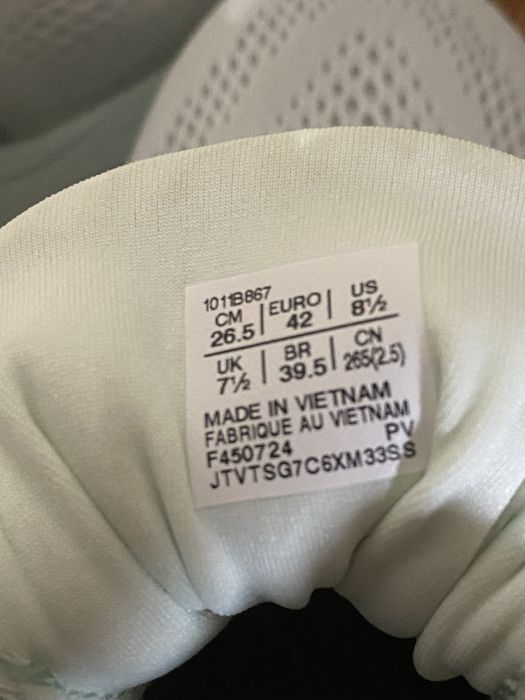 1011B867
CM EURO US
26.5 42 8½
UK BR CN
7½ 39.5 265(2.5)
MADE IN VIETNAM
FABRIQUE AU VIETNAM
F450724 PV
JTVTSG7C6XM33SS